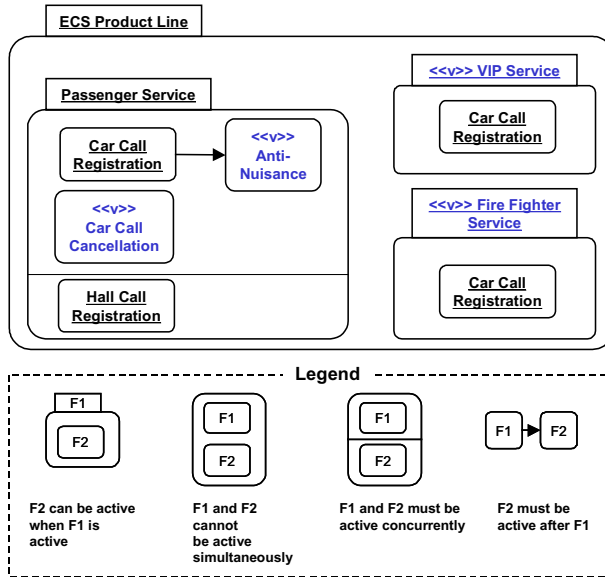 ECS Product Line
Passenger Service
Car Call
Registration
<<v>>
Anti-
Nuisance
<<v>>
Car Call
Cancellation
Hall Call
Registration
<<v>> VIP Service
Car Call
Registration
<<v>> Fire Fighter
Service
Car Call
Registration
Legend
F1
F2
F2 can be active
when F1 is
active
F1
F2
F1 and F2
cannot
be active
simultaneously
F1
F2
F1 and F2 must be
active concurrently
F1
F2
F2 must be
active after F1